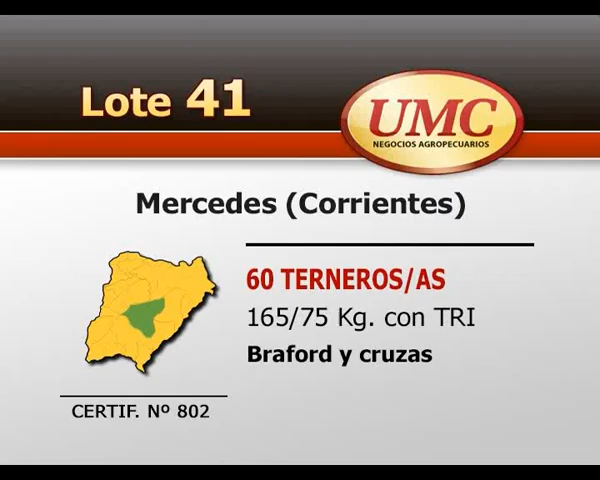 Lote 41
UMC
NEGOCIOS AGROPECUARIOS
Mercedes (Corrientes)
60 TERNEROS/AS
165/75 Kg. con TRI
Braford y cruzas
CERTIF. Nº 802